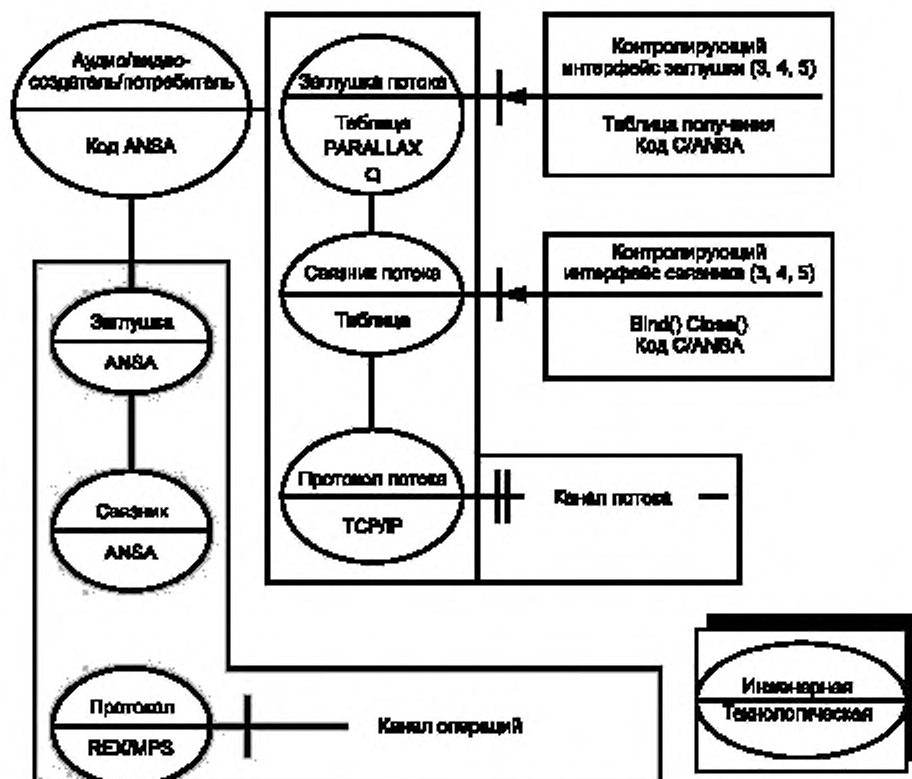 Аудио/видео-
создатель/потребитель
Код ANSA
Заглушка потока
Таблица
PARALLAX
Q
Контролирующий
интерфейс заглушки (3, 4, 5)
Таблица получения
Код C/ANSA
Связник потока
Таблица
Контролирующий
интерфейс связника (3, 4, 5)
Bind() Close()
Код C/ANSA
Заглушка
ANSA
Протокол потока
TCP/IP
Канал потока
Связник
ANSA
Протокол
REX/MPS
Канал операций
Инженерная
Технологическая